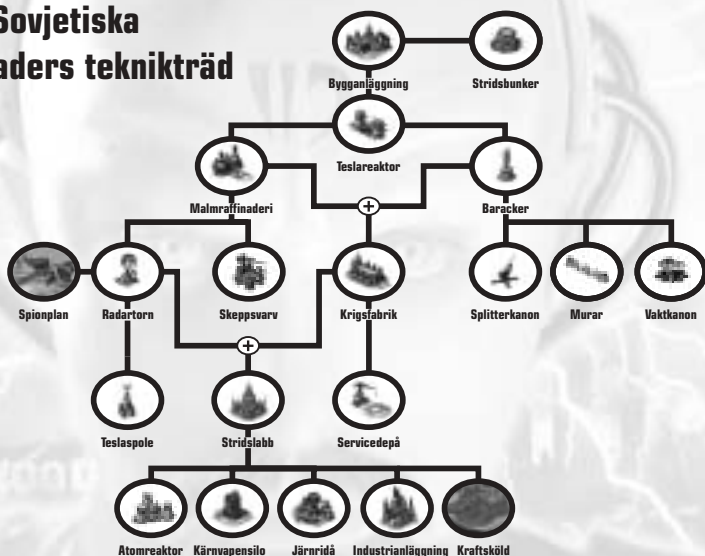 Sovjetiska
aders teknikträd
Bygganläggning Stridsbunker
Teslareaktor
Malmraffinaderi Baracker
Spionplan Radartorn Skeppsvarv Krigsfabrik Splitterkanon Murar Vaktkanon
Teslaspole Stridslabb Servicedepå
Atomreaktor Kärnvapensilo Järnridå Industrianläggning Kraftsköld